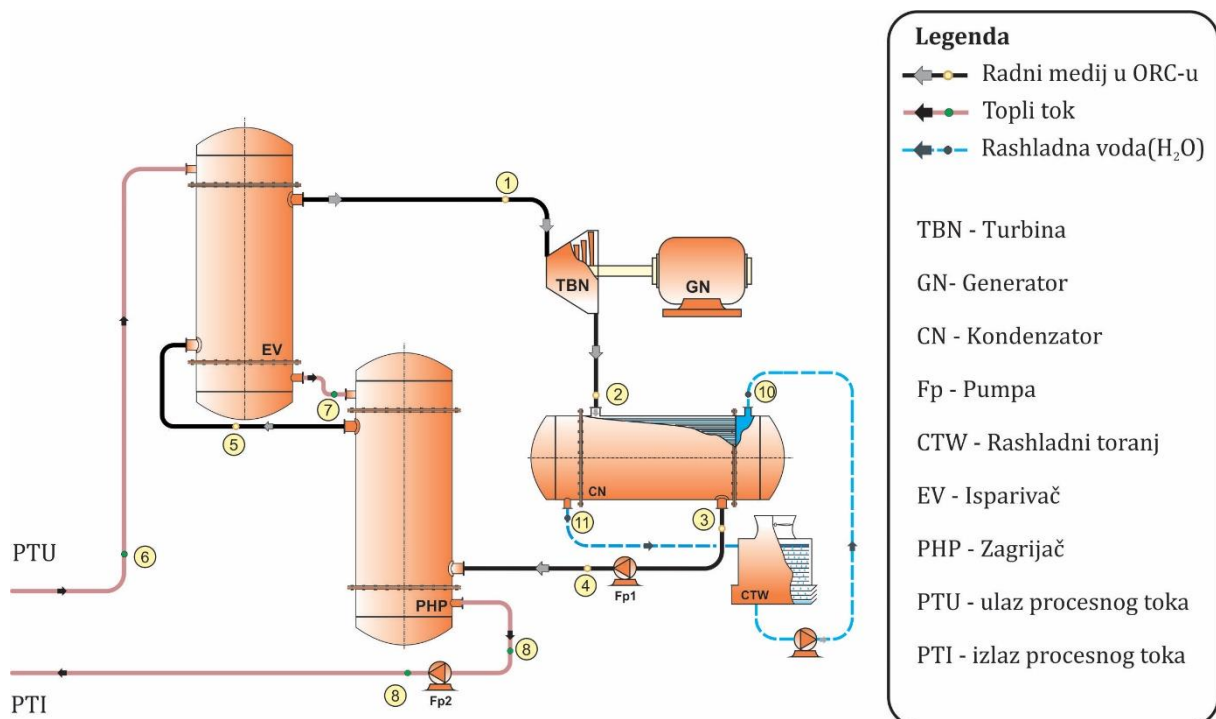 Legenda
Radni medij u ORC-u
Topli tok
Rashladna voda(H₂O)
TBN - Turbina
GN- Generator
CN - Kondenzator
Fp - Pumpa
CTW - Rashladni toranj
EV - Isparivač
PHP - Zagrijač
PTU - ulaz procesnog toka
PTI - izlaz procesnog toka
1
TBN
GN
EV
2
10
7
5
CN
11
3
PTU
6
4
Fp1
CTW
PHP
8
8
Fp2
PTI